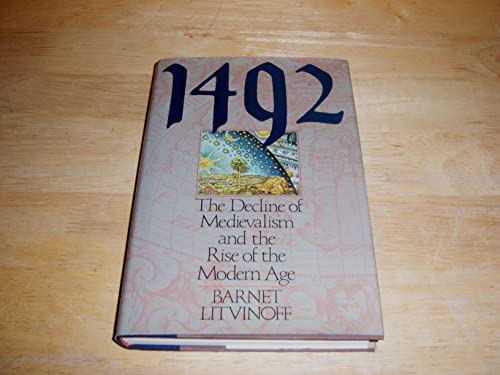 1492
The Decline of
Medievalism
and the
Rise of the
Modern Age
BARNET
LITVINOFF